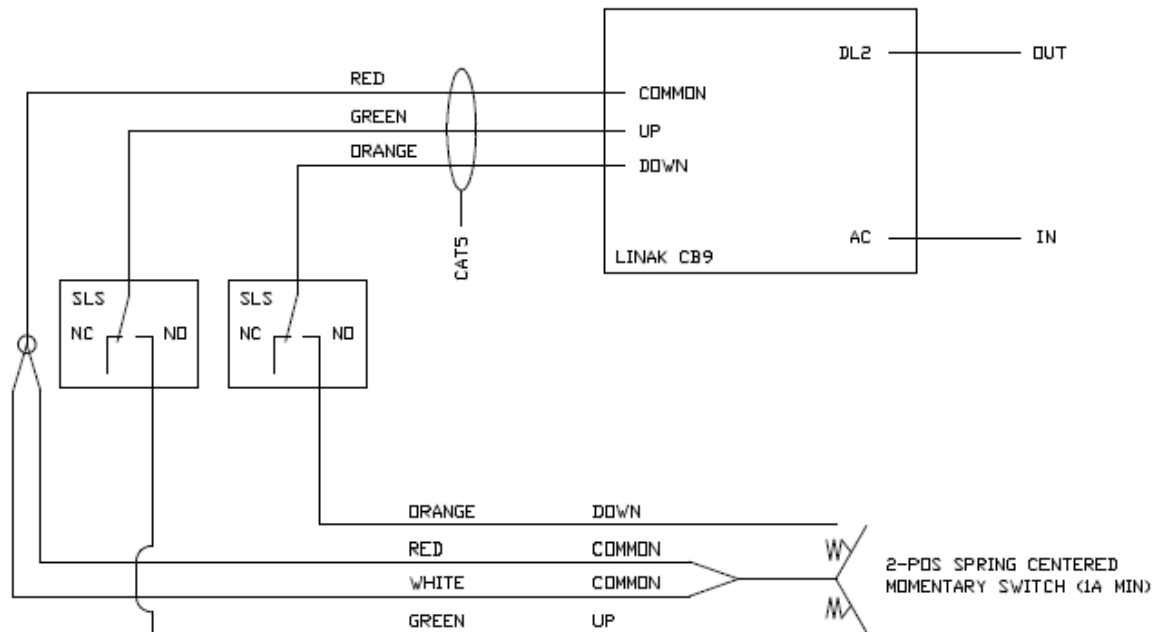 DL2
OUT
RED
COMMON
GREEN
UP
ORANGE
DOWN
CAT5
AC
IN
LINAK CB9
SLS
NC
NO
SLS
NC
NO
ORANGE
DOWN
RED
COMMON
WHITE
COMMON
GREEN
UP
2-POS SPRING CENTERED
MOMENTARY SWITCH (1A MIN)